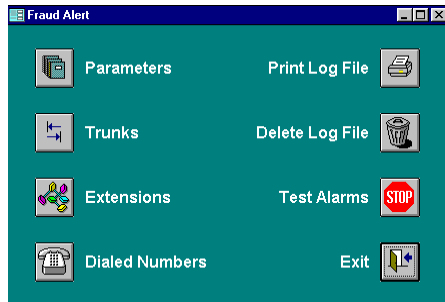 Fraud Alert
Parameters
Print Log File
Trunks
Delete Log File
Extensions
Test Alarms
STOP
Dialed Numbers
Exit